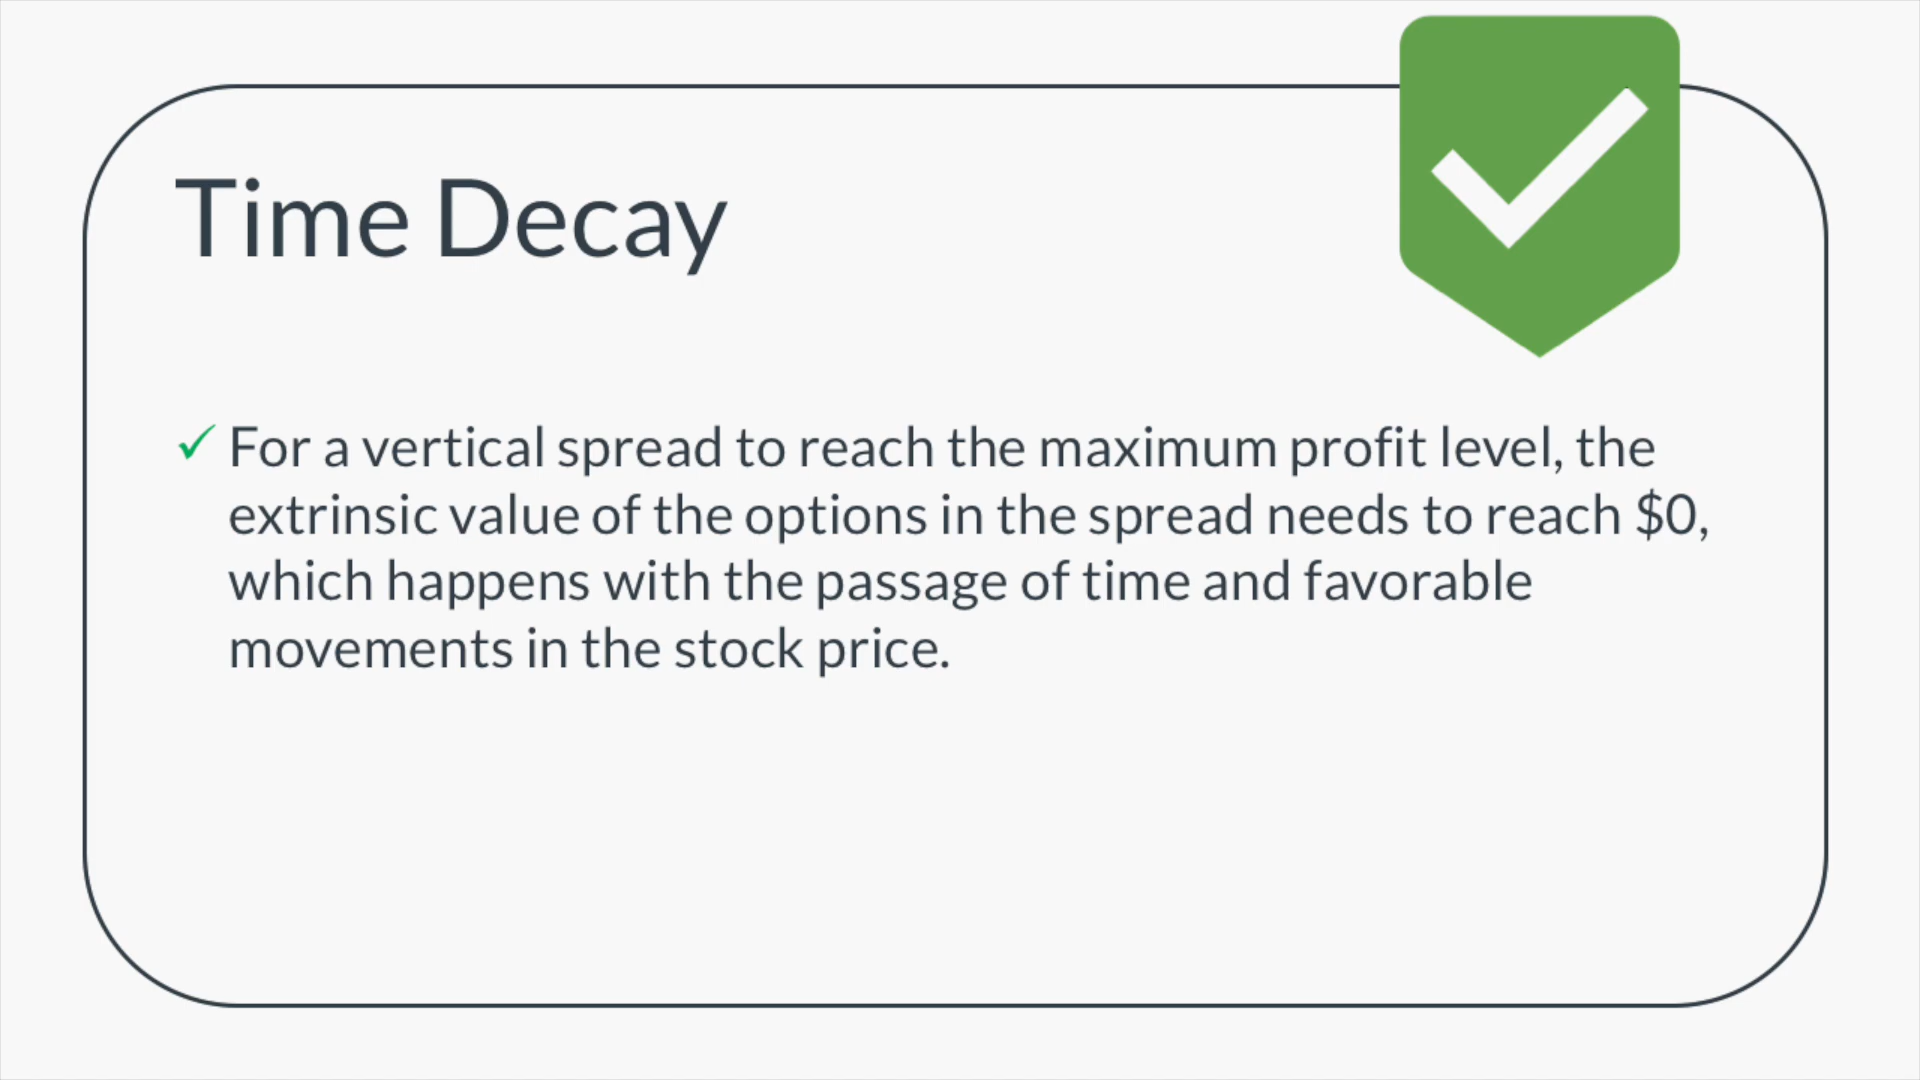 Time Decay
For a vertical spread to reach the maximum profit level, the
extrinsic value of the options in the spread needs to reach $0,
which happens with the passage of time and favorable
movements in the stock price.